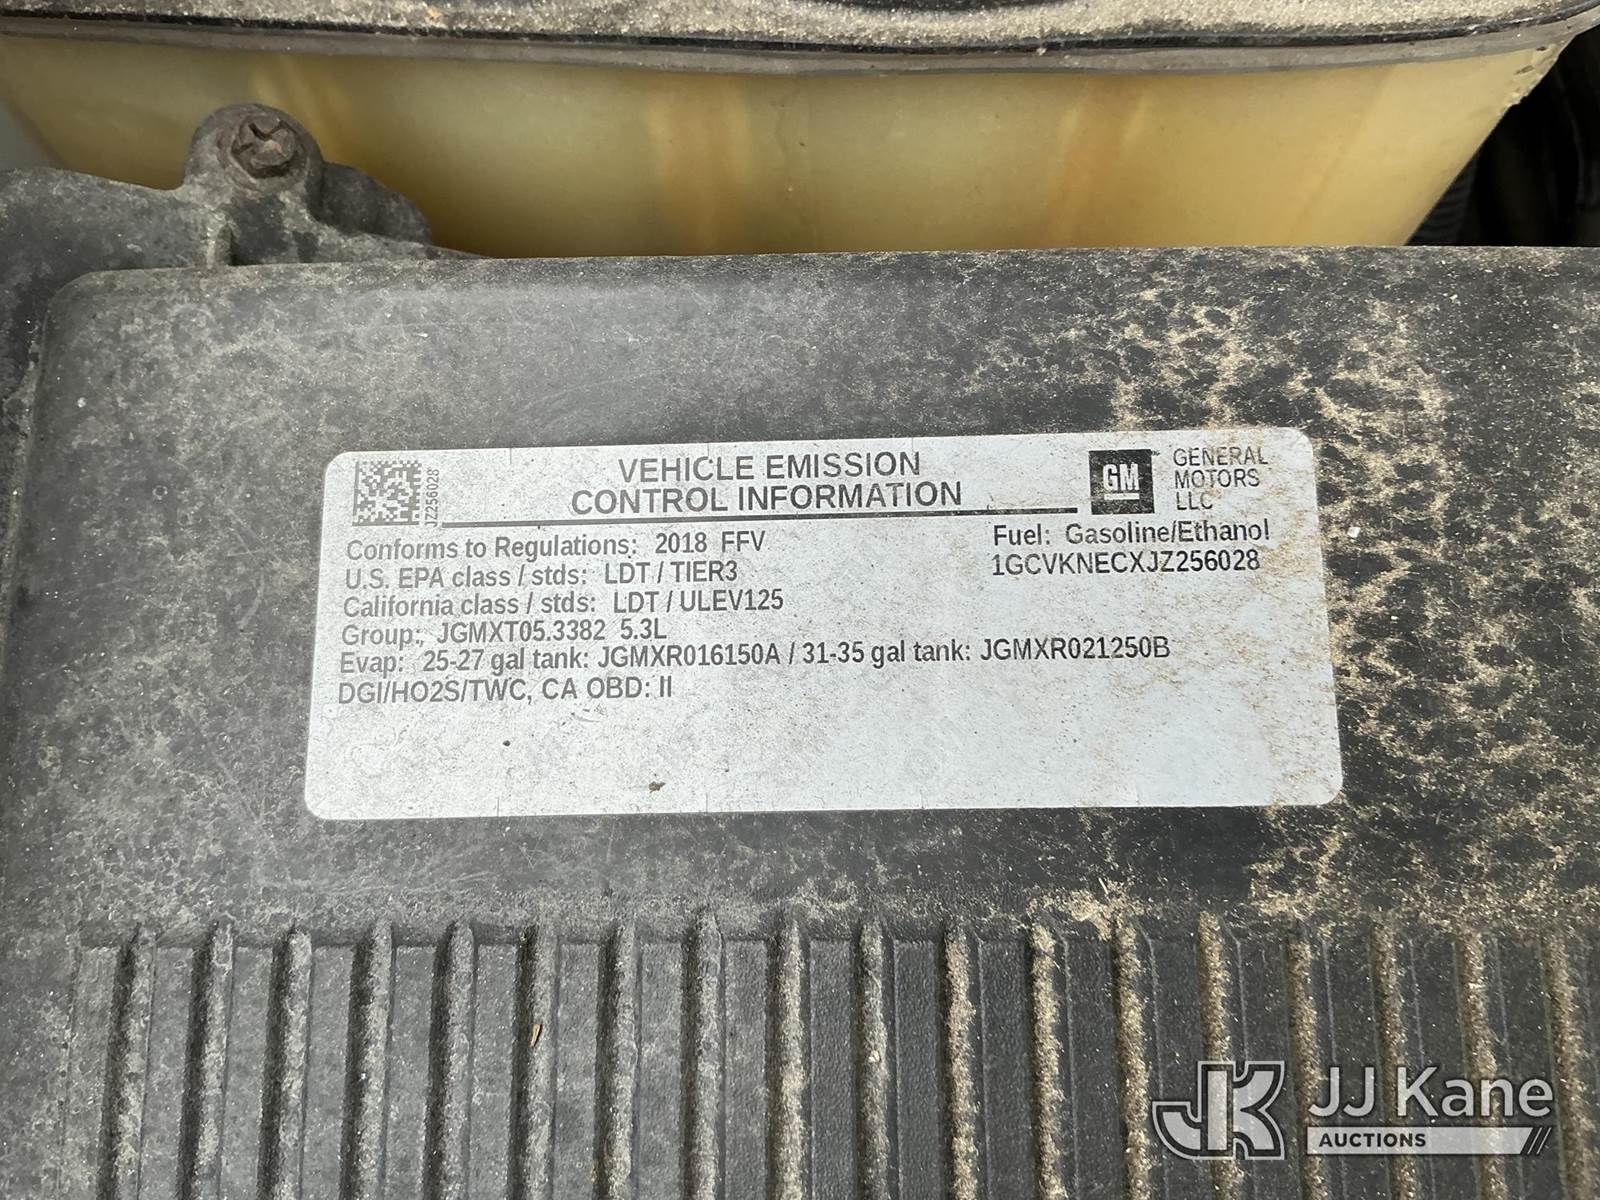 JZ256028
VEHICLE EMISSION
CONTROL INFORMATION
GM
GENERAL
MOTORS
LLC
Conforms to Regulations: 2018 FFV
Fuel: Gasoline/Ethanol
U.S. EPA class / stds: LDT / TIER3
1GCVKNECXJZ256028
California class / stds: LDT / ULEV125
Group: JGMXT05.3382 5.3L
Evap: 25-27 gal tank: JGMXR016150A / 31-35 gal tank: JGMXR021250B
DGI/HO2S/TWC, CA OBD: II
JK JJ Kane
AUCTIONS